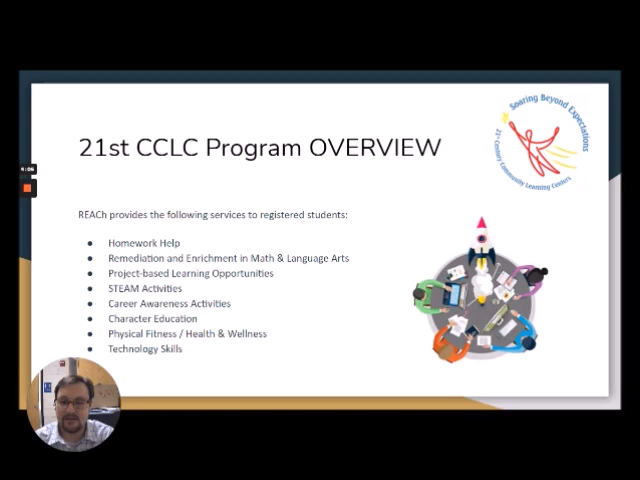 Soaring Beyond Expectations
21st Century Community Learning Centers
21st CCLC Program OVERVIEW
REACh provides the following services to registered students:
● Homework Help
● Remediation and Enrichment in Math & Language Arts
● Project-based Learning Opportunities
● STEAM Activities
● Career Awareness Activities
● Character Education
● Physical Fitness / Health & Wellness
● Technology Skills